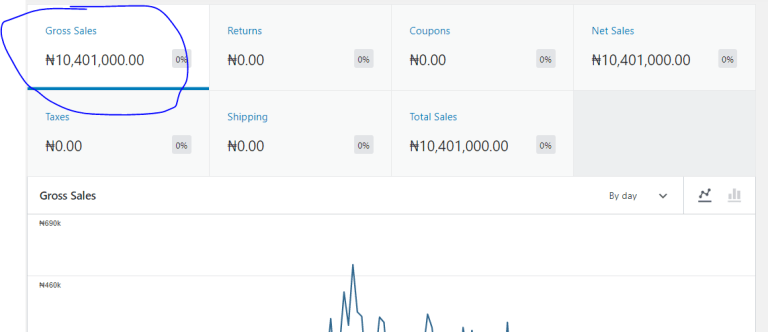 Gross Sales Returns Coupons Net Sales
₦10,401,000.00 0% ₦0.00 0% ₦0.00 0% ₦10,401,000.00 0%
Taxes Shipping Total Sales
₦0.00 0% ₦0.00 0% ₦10,401,000.00 0%
Gross Sales By day
₦690k
₦460k